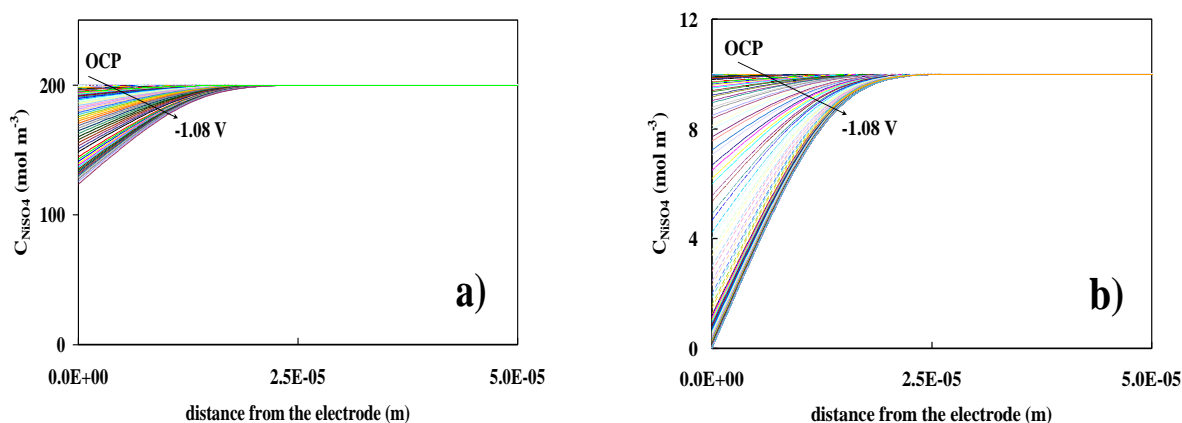 OCP
-1.08 V
200
100
0
C_NiSO4 (mol m^-3)
0.0E+00 2.5E-05 5.0E-05
distance from the electrode (m)
a)
OCP
-1.08 V
12
8
4
0
C_NiSO4 (mol m^-3)
0.0E+00 2.5E-05 5.0E-05
distance from the electrode (m)
b)